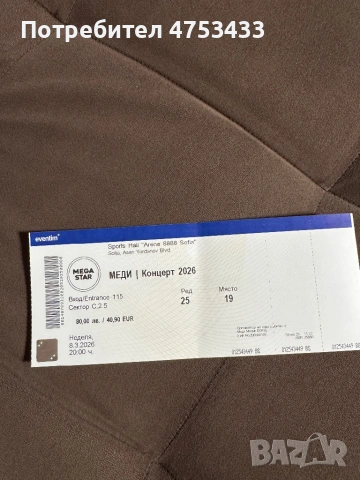 Потребител 4753433
eventim
Sports Hall "Arena 8888 Sofia"
Sofia, Asen Yordanov Blvd.
MEGA
STAR
МЕДИ | Концерт 2026
Вход/Entrance 115
Сектор C.2.5
Ред
25
Място
19
80,00 лв. / 40,90 EUR
Неделя,
8.3.2026
20:00 ч.
bazar